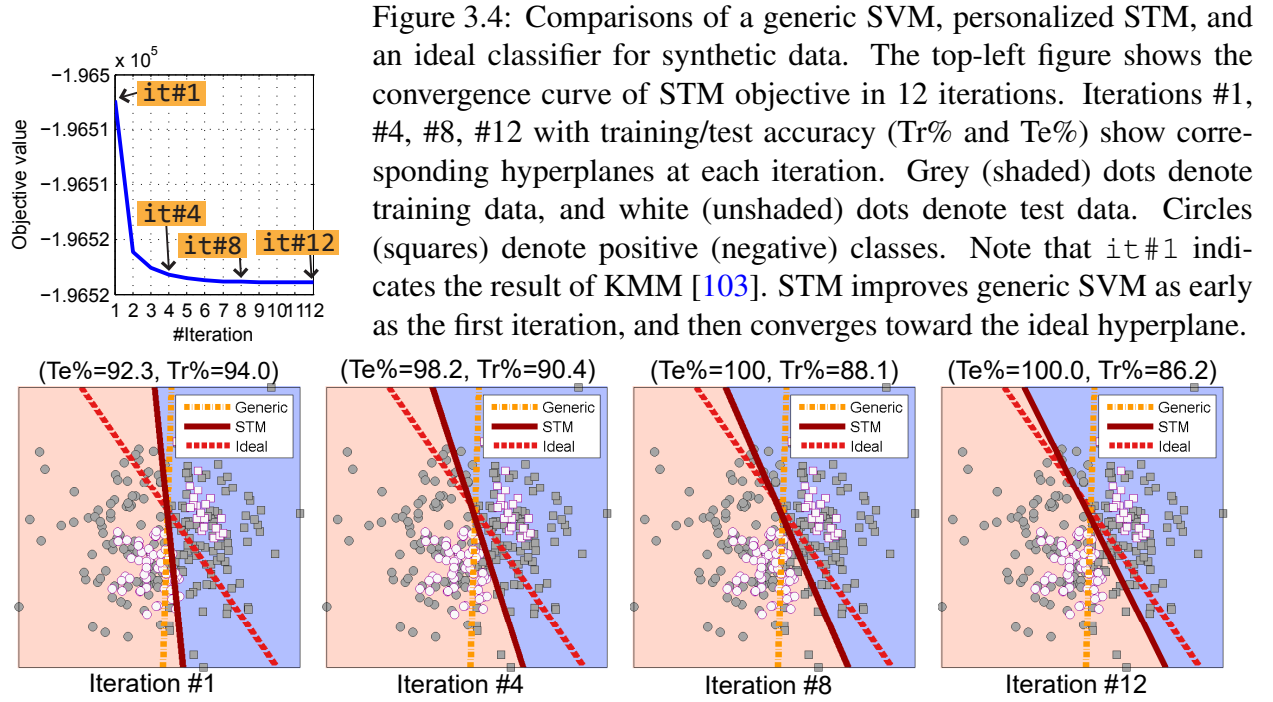 Figure 3.4: Comparisons of a generic SVM, personalized STM, and
an ideal classifier for synthetic data. The top-left figure shows the
convergence curve of STM objective in 12 iterations. Iterations #1,
#4, #8, #12 with training/test accuracy (Tr% and Te%) show corre-
sponding hyperplanes at each iteration. Grey (shaded) dots denote
training data, and white (unshaded) dots denote test data. Circles
(squares) denote positive (negative) classes. Note that it#1 indi-
cates the result of KMM [103]. STM improves generic SVM as early
as the first iteration, and then converges toward the ideal hyperplane.
x 10^5
−1.965
−1.9651
−1.9651
−1.9652
−1.9652
Objective value
it#1
it#4
it#8
it#12
1 2 3 4 5 6 7 8 9 10 11 12
#Iteration
(Te%=92.3, Tr%=94.0)
Generic
STM
Ideal
Iteration #1
(Te%=98.2, Tr%=90.4)
Generic
STM
Ideal
Iteration #4
(Te%=100, Tr%=88.1)
Generic
STM
Ideal
Iteration #8
(Te%=100.0, Tr%=86.2)
Generic
STM
Ideal
Iteration #12